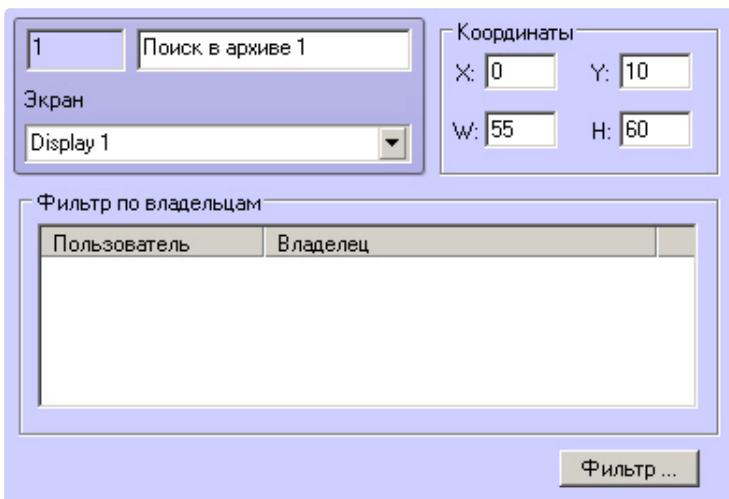 1 Поиск в архиве 1
Экран
Display 1
Координаты
X: 0 Y: 10
W: 55 H: 60
Фильтр по владельцам
Пользователь Владелец
Фильтр ...